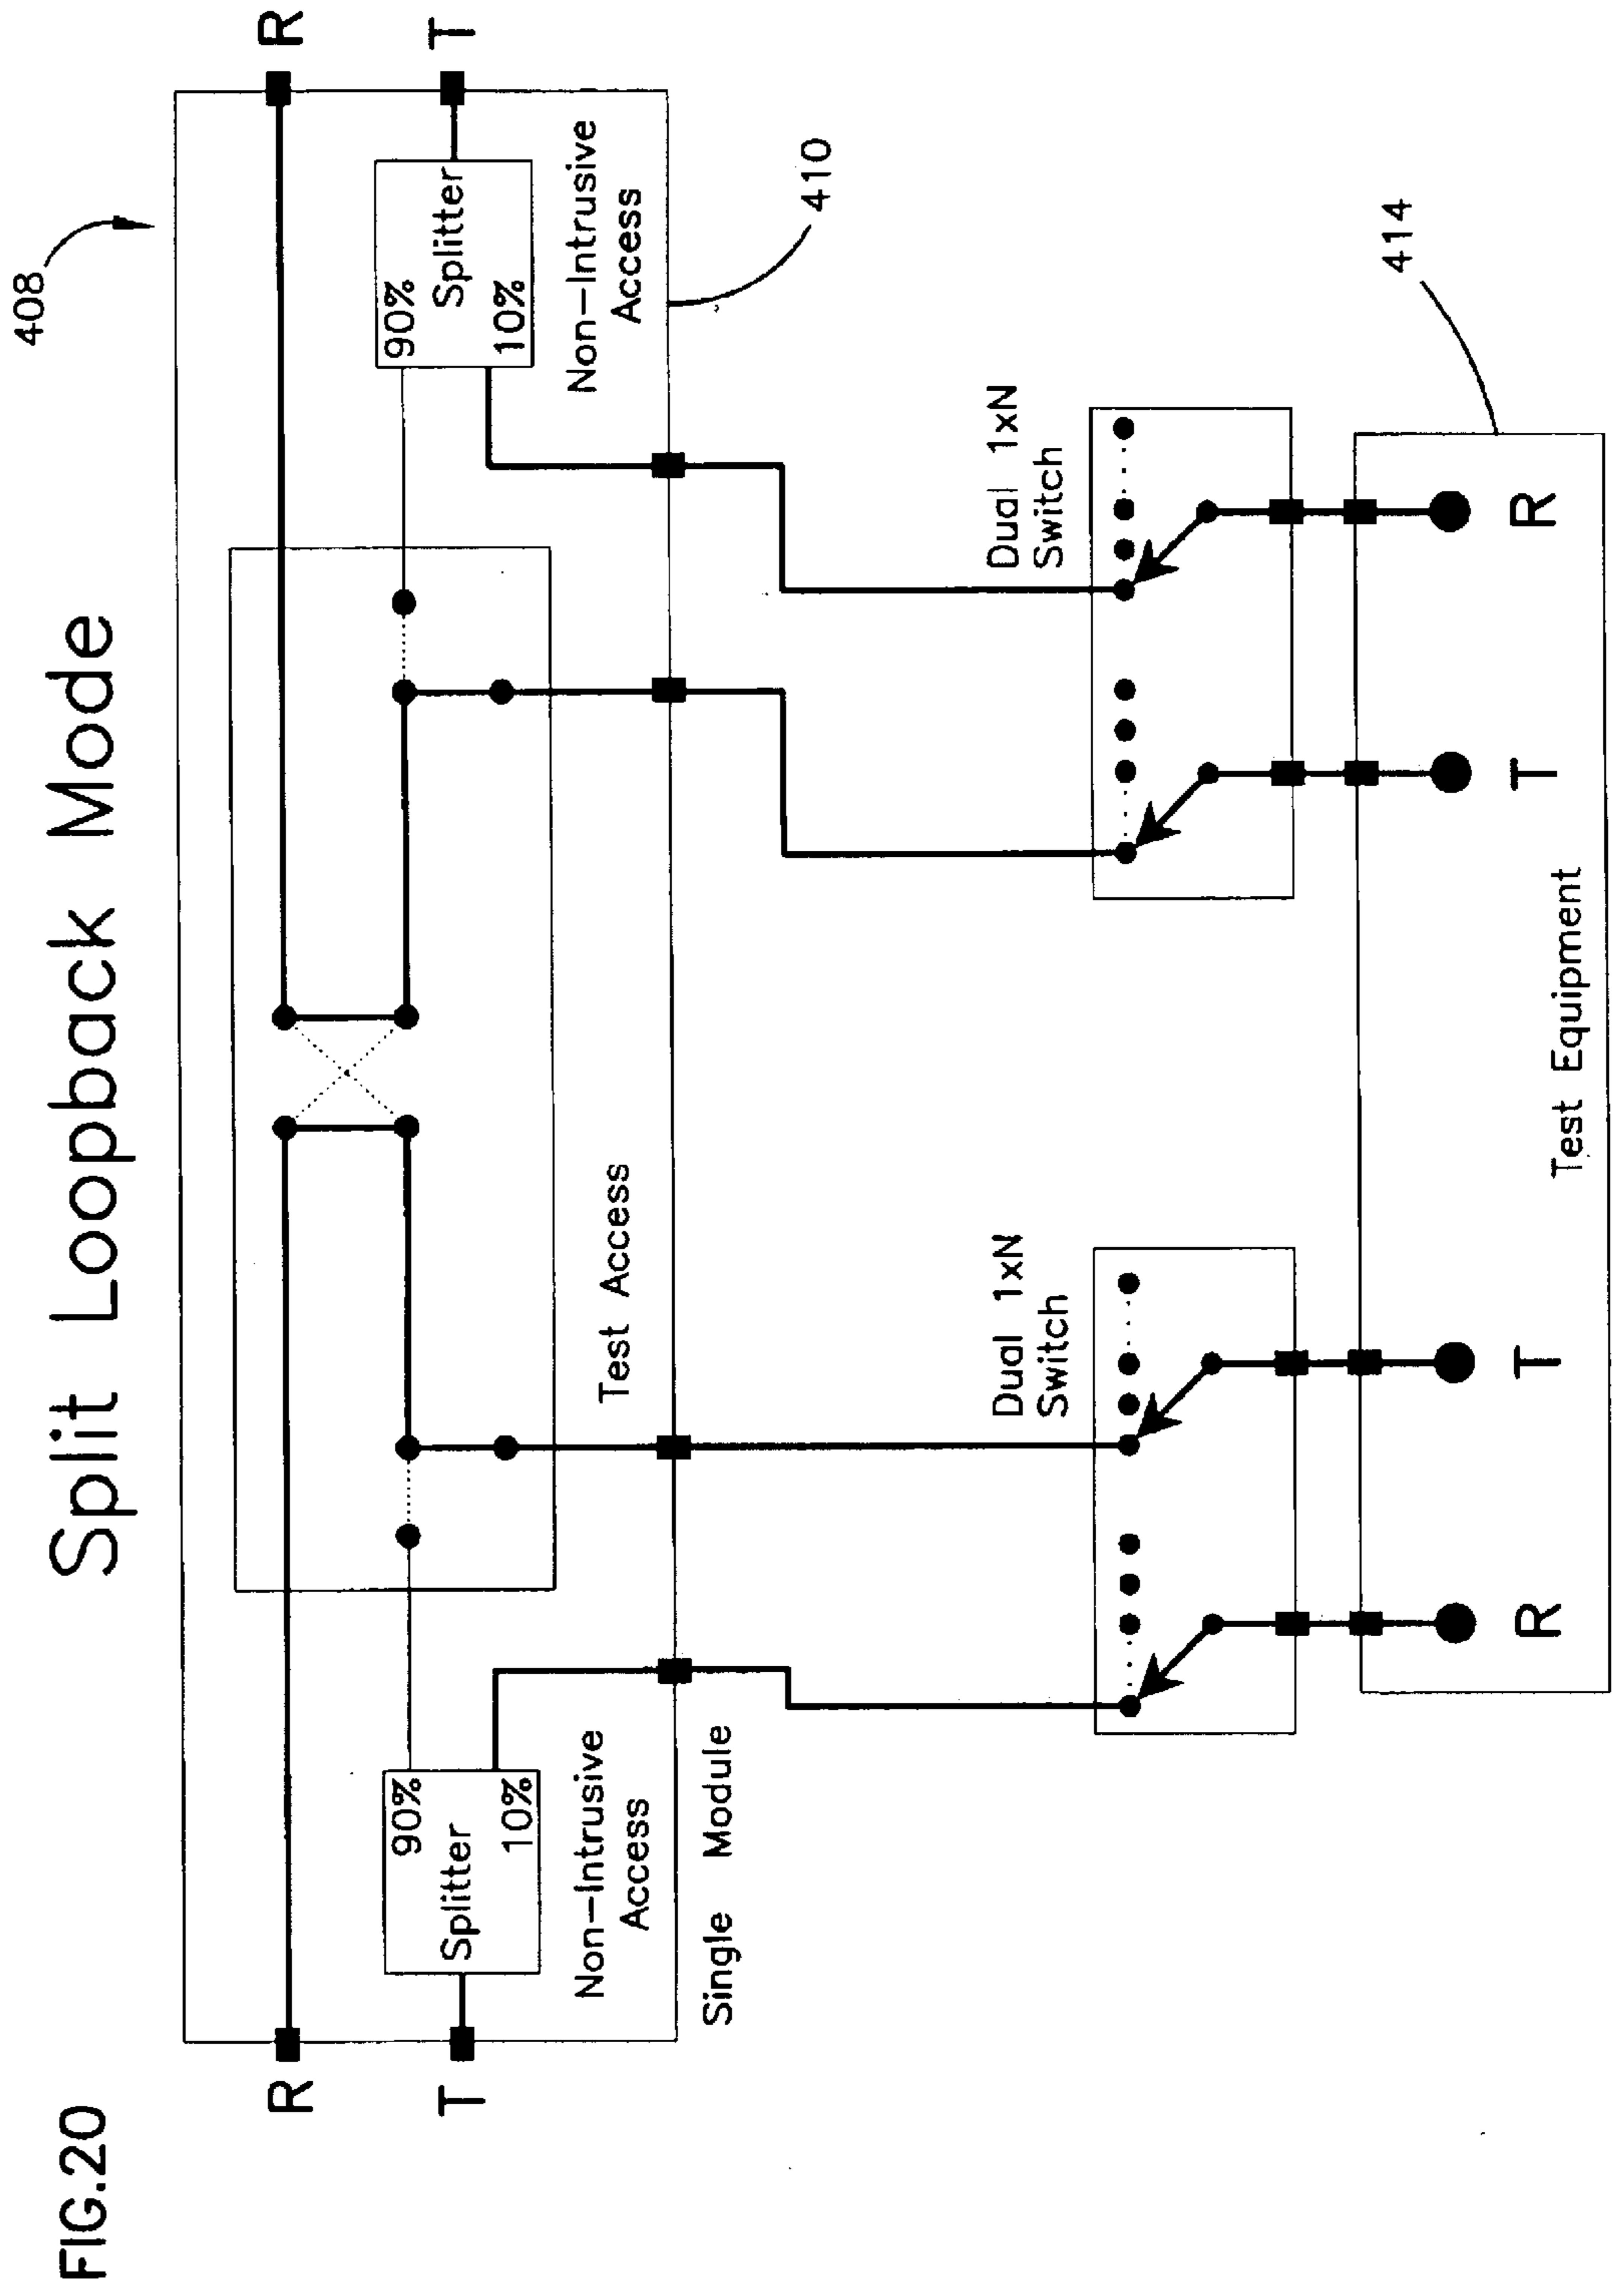 FIG.20
Split Loopback Mode
408
R
R
T
T
Splitter
90%
10%
90%
Splitter
10%
Non-Intrusive
Access
Test Access
Non-Intrusive
Access
Single Module
410
Dual 1xN
Switch
Dual 1xN
Switch
414
R
T
T
R
Test Equipment